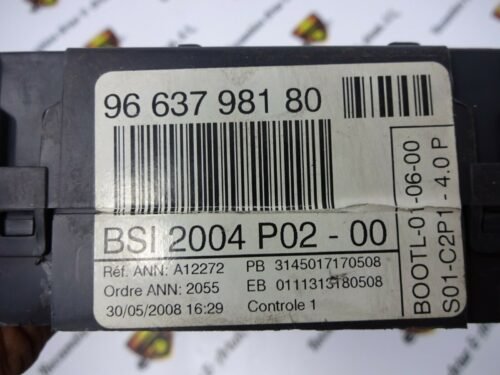 96 637 981 80
BSI 2004 P02 - 00
Réf. ANN: A12272 PB 3145017170508
Ordre ANN: 2055 EB 0111313180508
30/05/2008 16:29 Controle 1
BOOTL-01-06-00
S01-C2P1 - 4.0 P